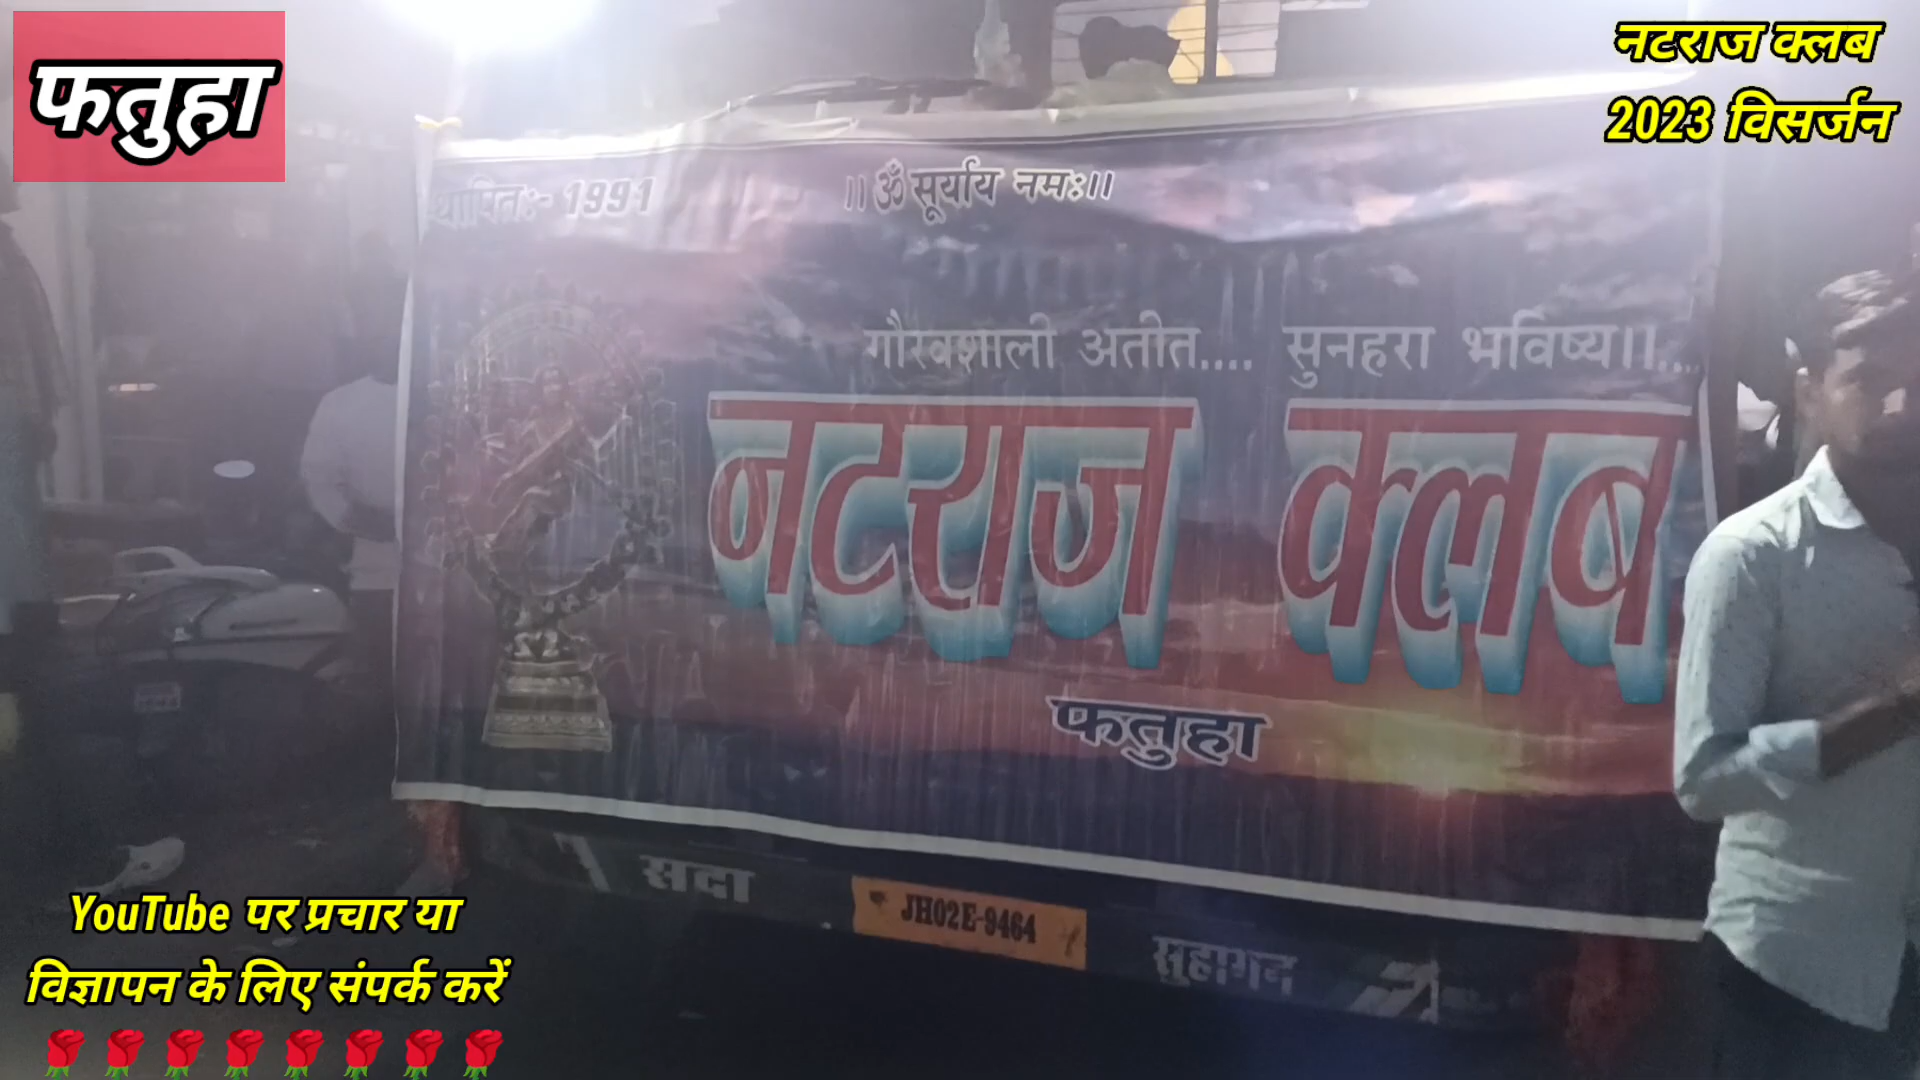 फतुहा
नटराज क्लब
2023 विसर्जन
स्थापित:- 1991
॥ ॐ सूर्याय नमः॥
गौरवशाली अतीत.... सुनहरा भविष्य॥....
नटराज क्लब
फतुहा
सदा
JH02E-9464
सुहागन
YouTube पर प्रचार या
विज्ञापन के लिए संपर्क करें